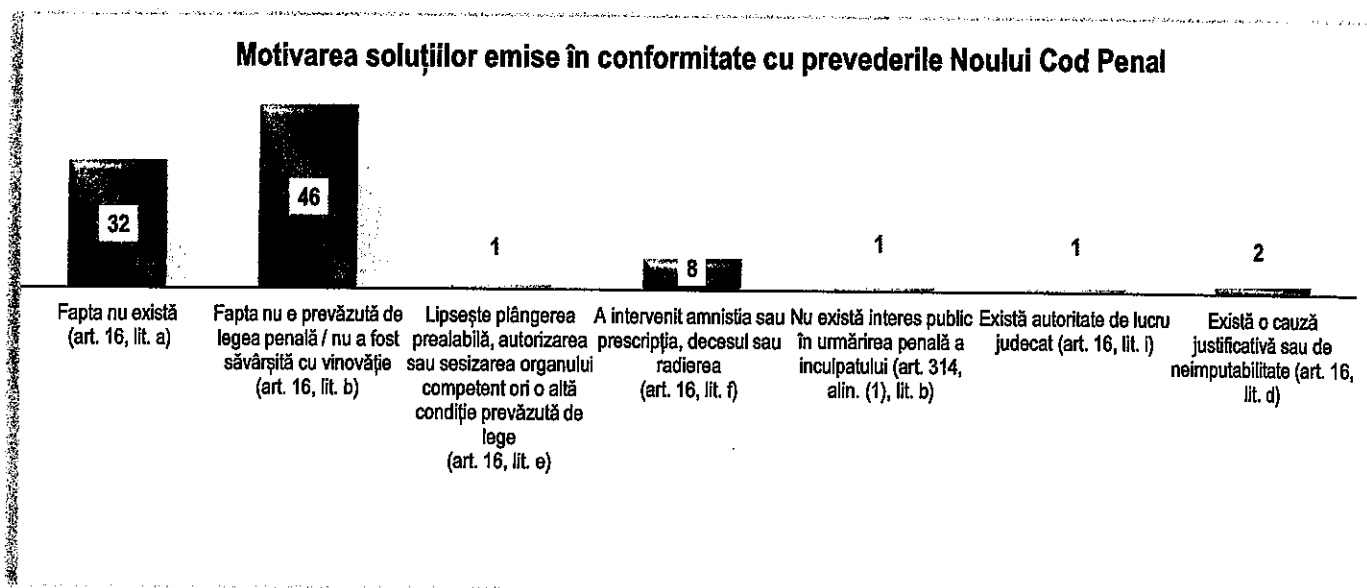 Motivarea soluțiilor emise în conformitate cu prevederile Noului Cod Penal
32
46
1
8
1
1
2
Fapta nu există
(art. 16, lit. a)
Fapta nu e prevăzută de
legea penală / nu a fost
săvârșită cu vinovăție
(art. 16, lit. b)
Lipsește plângerea
prealabilă, autorizarea
sau sesizarea organului
competent ori o altă
condiție prevăzută de
lege
(art. 16, lit. e)
A intervenit amnistia sau
prescripția, decesul sau
radierea
(art. 16, lit. f)
Nu există interes public
în urmărirea penală a
inculpatului (art. 314,
alin. (1), lit. b)
Există autoritate de lucru
judecat (art. 16, lit. i)
Există o cauză
justificativă sau de
neimputabilitate (art. 16,
lit. d)